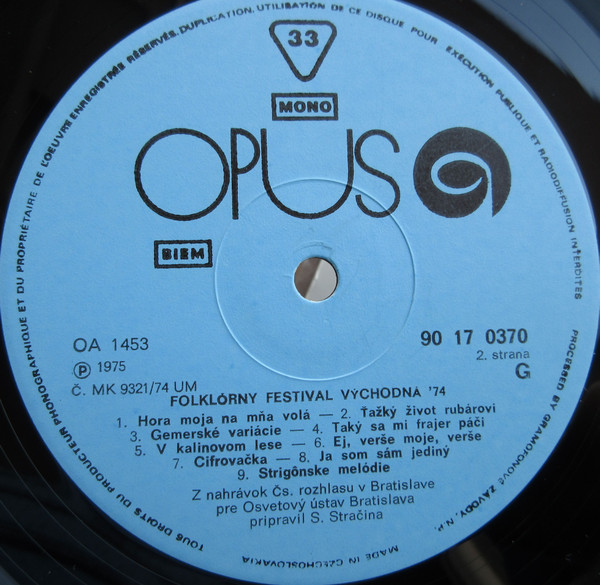 33
MONO
OPUS
BIEM
OA 1453
90 17 0370
℗ 1975
2. strana
Č. MK 9321/74 UM
G
FOLKLÓRNY FESTIVAL VÝCHODNÁ '74
1. Hora moja na mňa volá — 2. Ťažký život rubárovi
3. Gemerské variácie — 4. Taký sa mi frajer páči
5. V kalinovom lese — 6. Ej, verše moje, verše
7. Cifrovačka — 8. Ja som sám jediný
9. Strigônske melódie
Z nahrávok Čs. rozhlasu v Bratislave
pre Osvetový ústav Bratislava
pripravil S. Stračina
TOUS DROITS DU PRODUCTEUR PHONOGRAPHIQUE ET DU PROPRIÉTAIRE DE L'OEUVRE ENREGISTRÉE RÉSERVÉS. DUPLICATION, UTILISATION DE CE DISQUE POUR EXÉCUTION PUBLIQUE ET RADIODIFFUSION INTERDITES
PROCESSED BY GRAMOFONOVÉ ZÁVODY, N.P.
MADE IN CZECHOSLOVAKIA